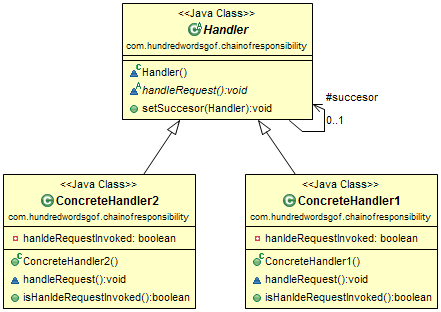 <<Java Class>>
Handler
com.hundredwordsgof.chainofresponsibility
Handler()
handleRequest():void
setSuccesor(Handler):void
#succesor
0..1
<<Java Class>>
ConcreteHandler2
com.hundredwordsgof.chainofresponsibility
hanldeRequestInvoked: boolean
ConcreteHandler2()
handleRequest():void
isHanldeRequestInvoked():boolean
<<Java Class>>
ConcreteHandler1
com.hundredwordsgof.chainofresponsibility
hanldeRequestInvoked: boolean
ConcreteHandler1()
handleRequest():void
isHanldeRequestInvoked():boolean